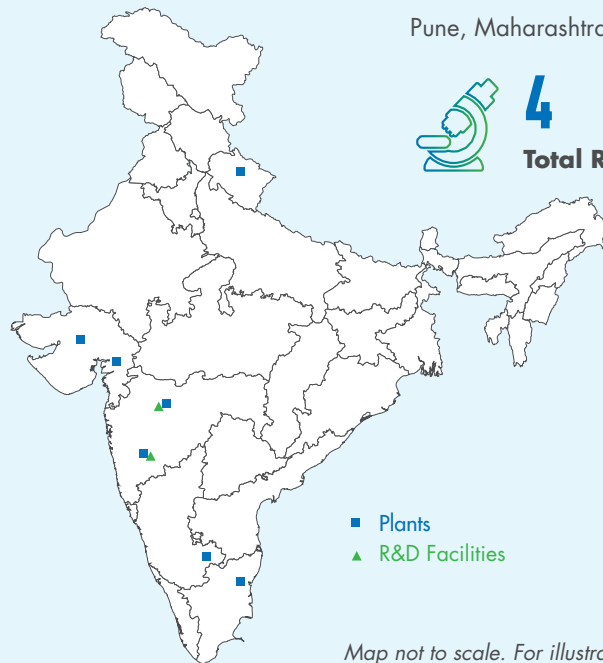 Pune, Maharashtra
4
Total R
Plants
R&D Facilities
Map not to scale. For illustra